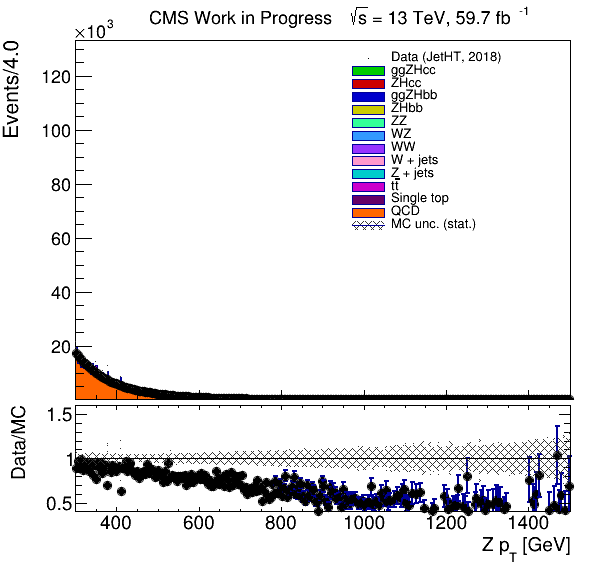 CMS Work in Progress √s = 13 TeV, 59.7 fb⁻¹
×10³
Events/4.0
120
100
80
60
40
20
Data (JetHT, 2018)
ggZHcc
ZHcc
ggZHbb
ZHbb
ZZ
WZ
WW
W + jets
Z + jets
tt̄
Single top
QCD
MC unc. (stat.)
Data/MC
1.5
1
0.5
400 600 800 1000 1200 1400
Z p_T [GeV]